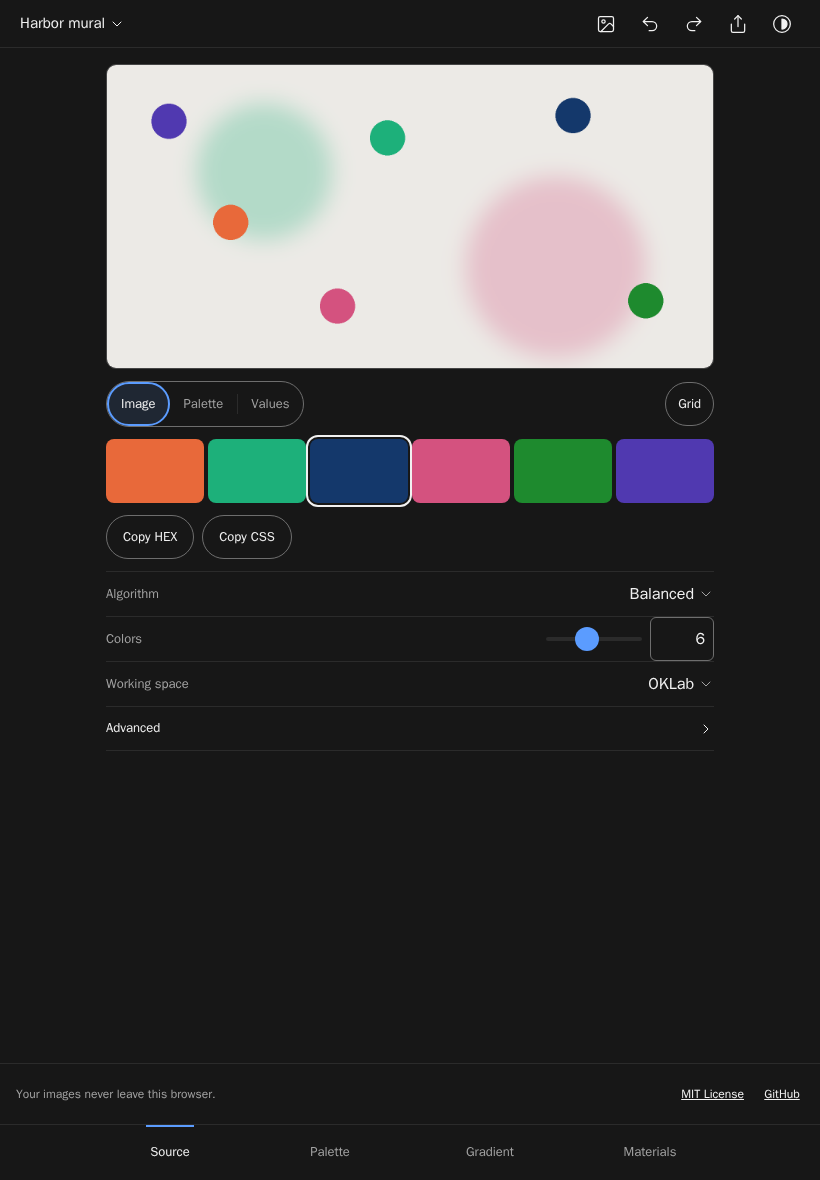 Harbor mural
Image Palette Values Grid
Copy HEX Copy CSS
Algorithm Balanced
Colors 6
Working space OKLab
Advanced
Your images never leave this browser. MIT License GitHub
Source Palette Gradient Materials